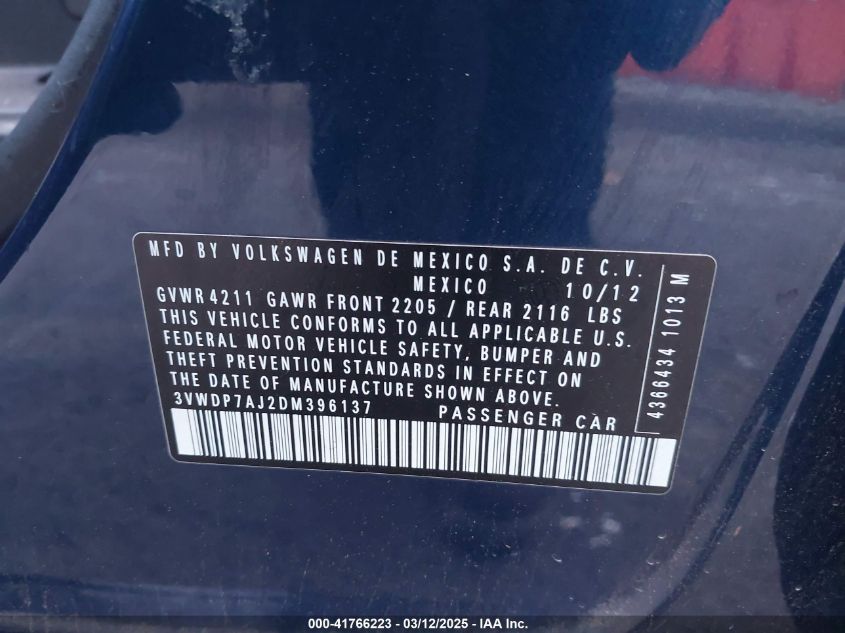 MFD BY VOLKSWAGEN DE MEXICO S.A. DE C.V.
MEXICO 10/12
GVWR 4211 GAWR FRONT 2205 / REAR 2116 LBS
THIS VEHICLE CONFORMS TO ALL APPLICABLE U.S.
FEDERAL MOTOR VEHICLE SAFETY, BUMPER AND
THEFT PREVENTION STANDARDS IN EFFECT ON
THE DATE OF MANUFACTURE SHOWN ABOVE.
3VWDP7AJ2DM396137 PASSENGER CAR
4366434 1013 M
000-41766223 - 03/12/2025 - IAA Inc.